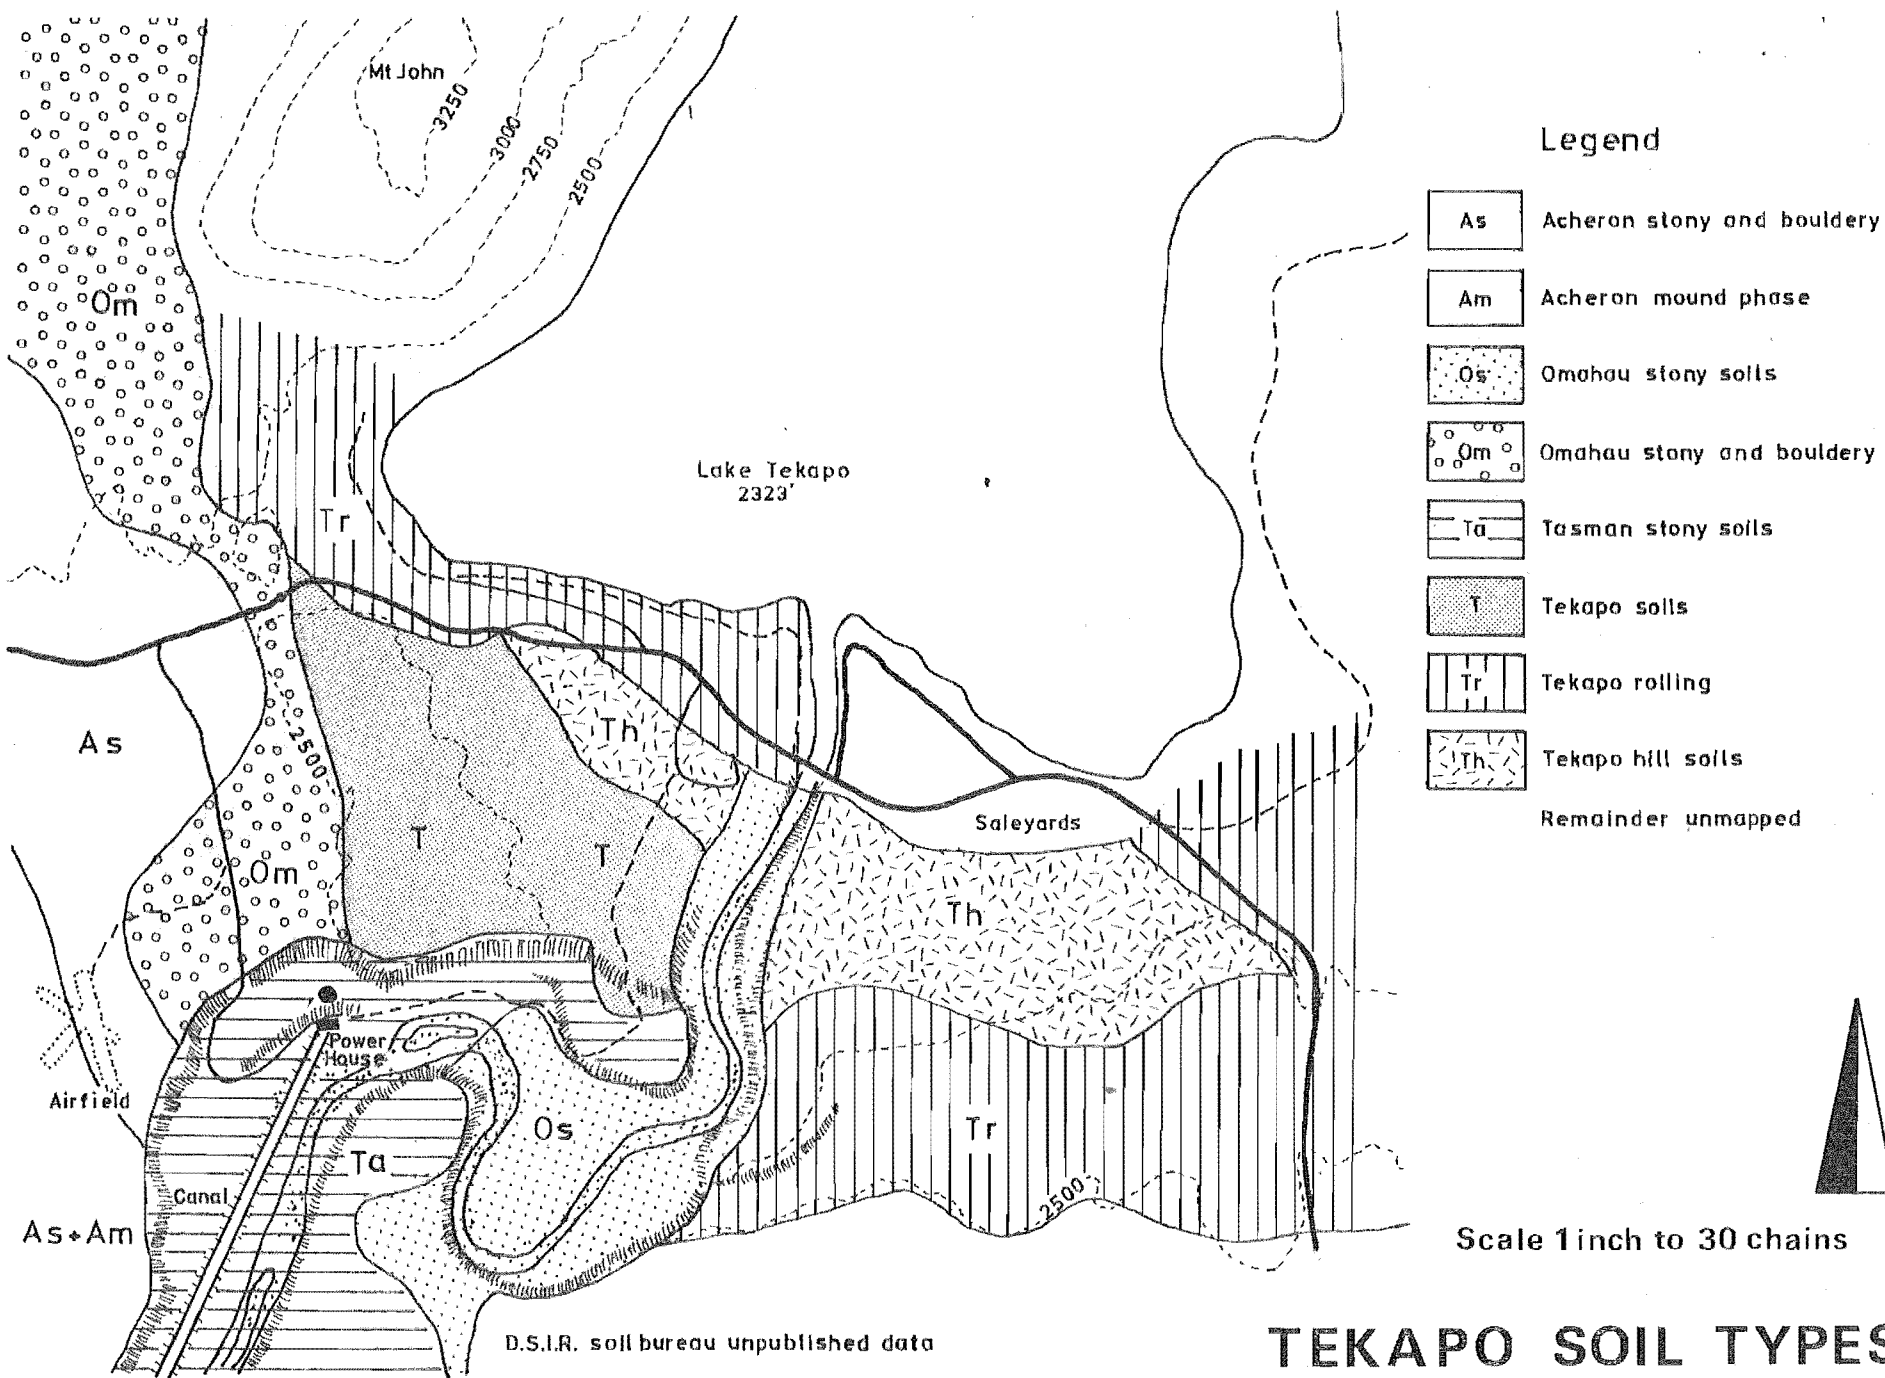 Mt John
3250
3000
2750
2500
Om
Tr
Lake Tekapo
2323'
As
2500
Th
T
T
Om
Saleyards
Th
Power
House
Airfield
Os
Ta
Tr
Canal
2500
As+Am
D.S.I.R. soil bureau unpublished data
Legend
As Acheron stony and bouldery
Am Acheron mound phase
Os Omahau stony soils
Om Omahau stony and bouldery
Ta Tasman stony soils
T Tekapo soils
Tr Tekapo rolling
Th Tekapo hill soils
Remainder unmapped
Scale 1 inch to 30 chains
TEKAPO SOIL TYPES